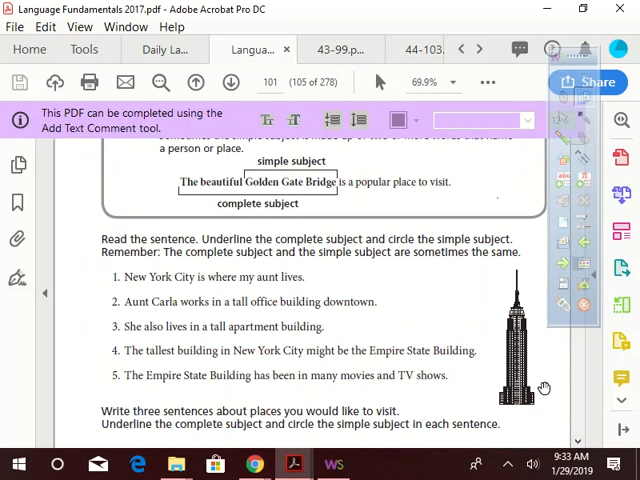 Language Fundamentals 2017.pdf - Adobe Acrobat Pro DC
File Edit View Window Help
Home Tools Daily La... Langua... × 43-99.p... 44-103.
101 (105 of 278) 69.9% Share
This PDF can be completed using the
Add Text Comment tool.
a person or place.
simple subject
The beautiful Golden Gate Bridge is a popular place to visit.
complete subject
Read the sentence. Underline the complete subject and circle the simple subject.
Remember: The complete subject and the simple subject are sometimes the same.
1. New York City is where my aunt lives.
2. Aunt Carla works in a tall office building downtown.
3. She also lives in a tall apartment building.
4. The tallest building in New York City might be the Empire State Building.
5. The Empire State Building has been in many movies and TV shows.
Write three sentences about places you would like to visit.
Underline the complete subject and circle the simple subject in each sentence.
WS
9:33 AM
1/29/2019